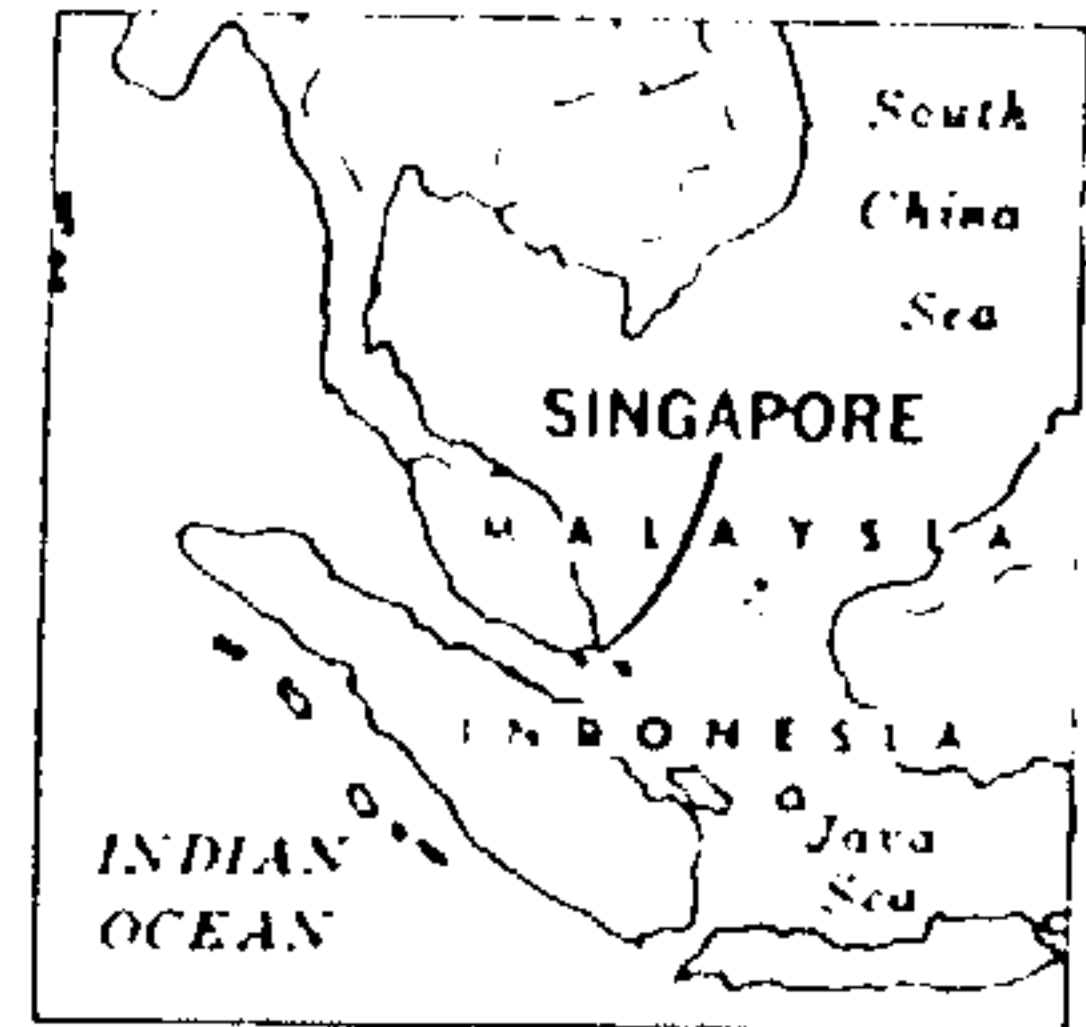 South
China
Sea
SINGAPORE
MALAYSIA
INDONESIA
Java
Sea
INDIAN
OCEAN